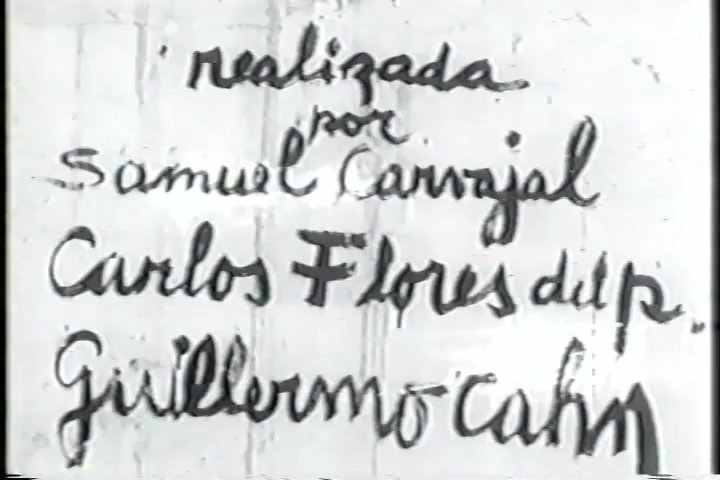 realizada
por
Samuel Carvajal
Carlos Flores del p.
Guillermo Cahn